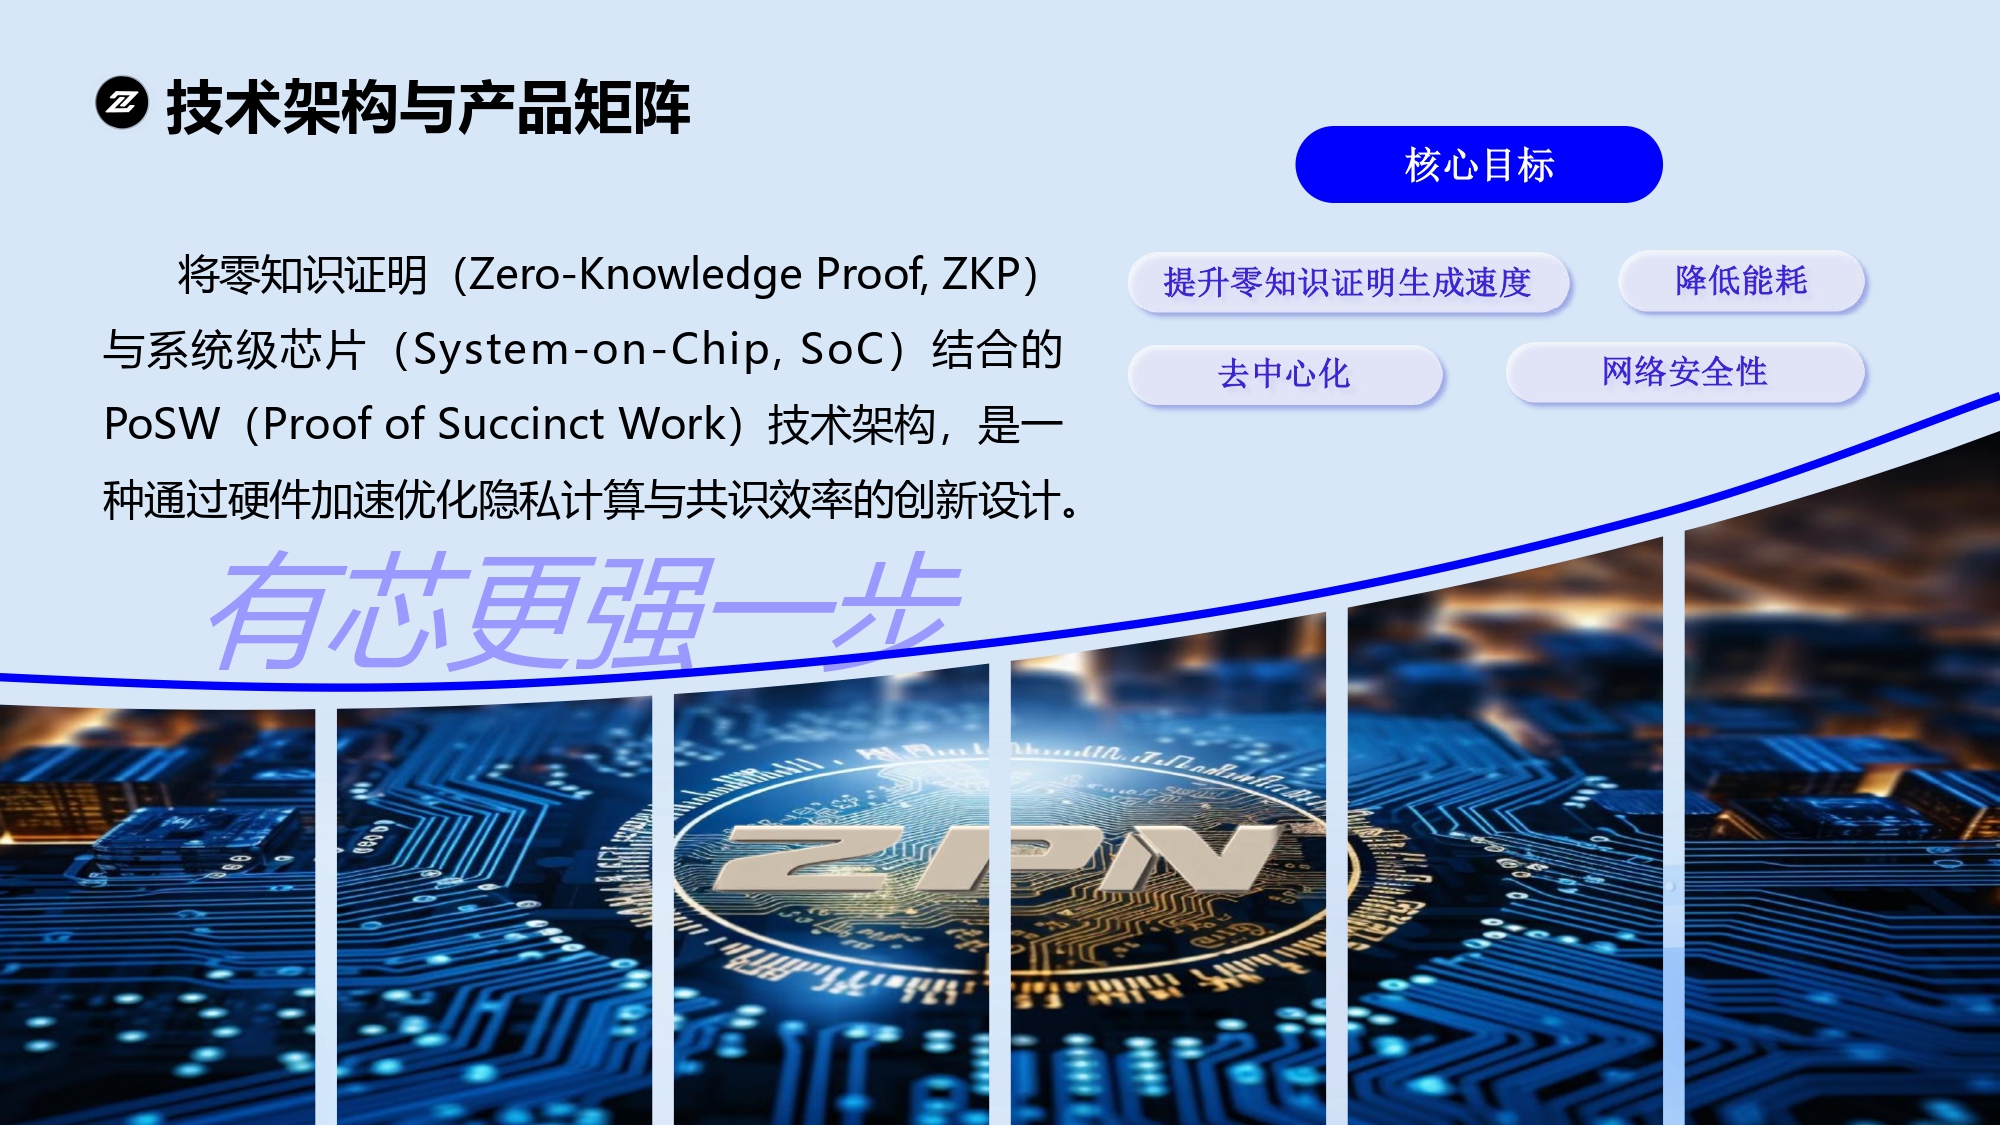 技术架构与产品矩阵
将零知识证明（Zero-Knowledge Proof, ZKP）
与系统级芯片（System-on-Chip, SoC）结合的
PoSW（Proof of Succinct Work）技术架构，是一
种通过硬件加速优化隐私计算与共识效率的创新设计。
有芯更强一步
核心目标
提升零知识证明生成速度
降低能耗
去中心化
网络安全性
ZPN